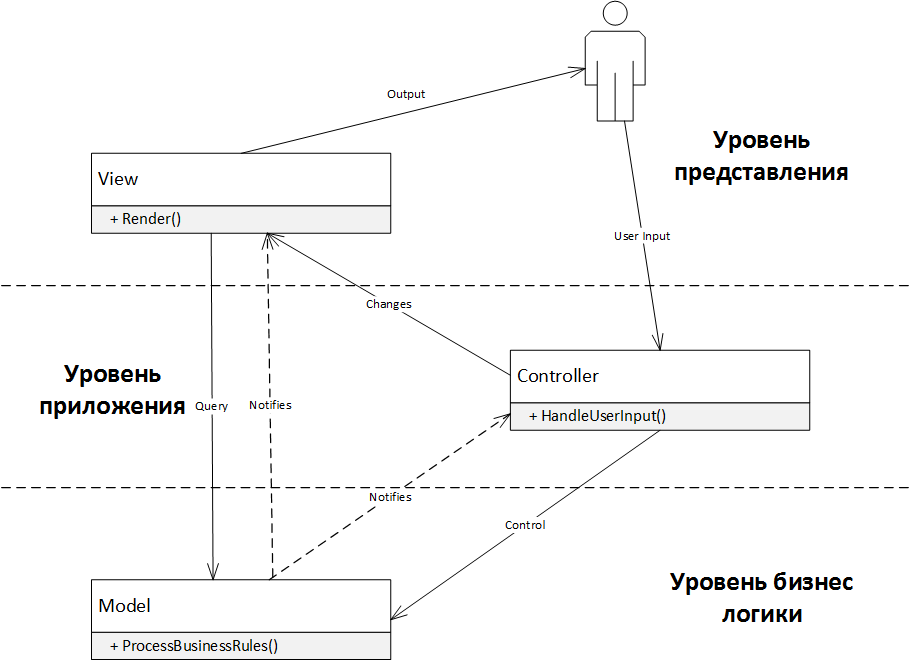 Output
Уровень
представления
View
+ Render()
User Input
Changes
Уровень
приложения
Query
Notifies
Controller
+ HandleUserInput()
Notifies
Control
Model
+ ProcessBusinessRules()
Уровень бизнес
логики